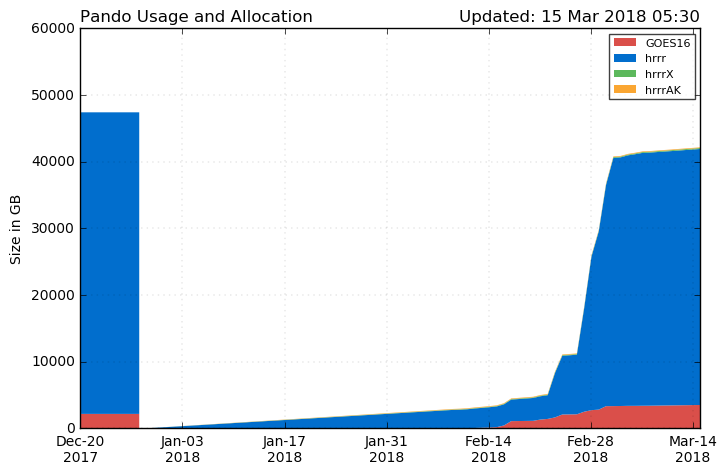 Pando Usage and Allocation Updated: 15 Mar 2018 05:30
60000
50000
40000
30000
20000
10000
0
Size in GB
GOES16
hrrr
hrrrX
hrrrAK
Dec-20 Jan-03 Jan-17 Jan-31 Feb-14 Feb-28 Mar-14
2017 2018 2018 2018 2018 2018 2018